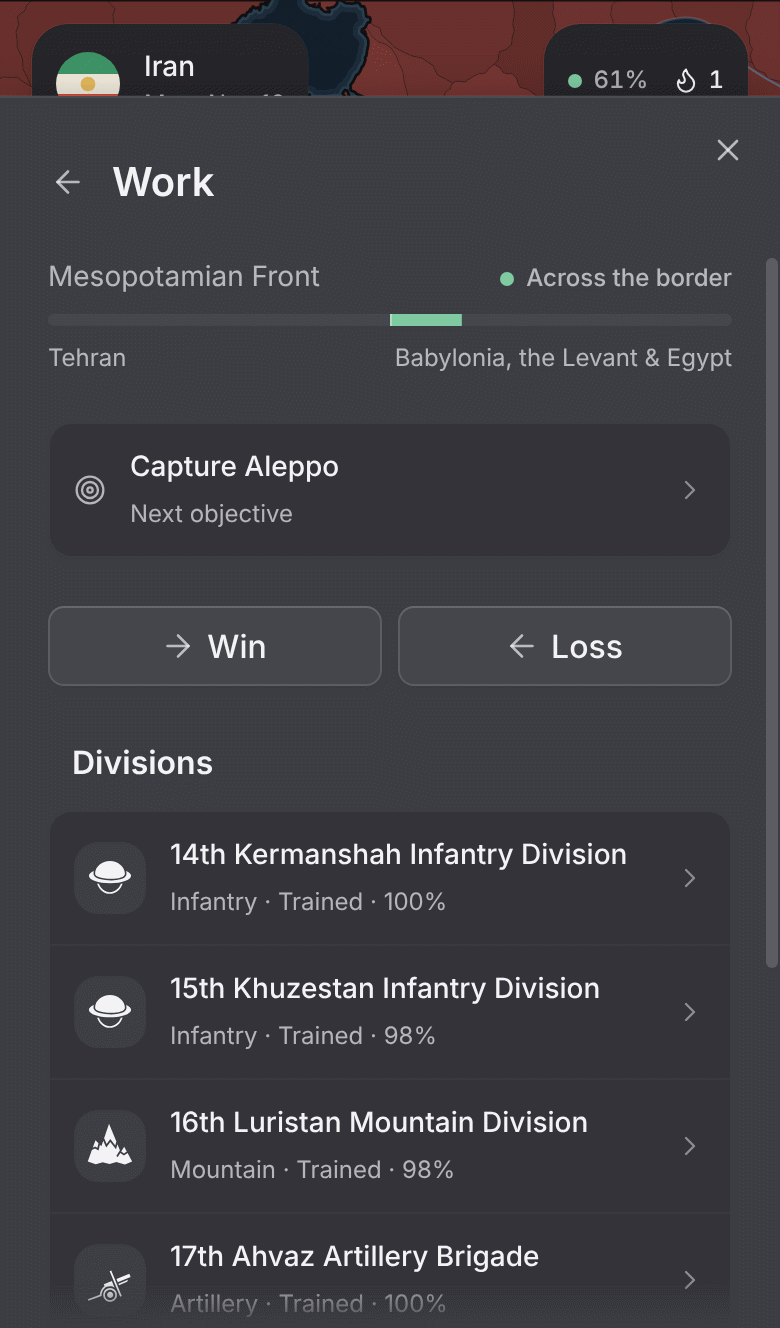 Iran
61%
1
Work
Mesopotamian Front
Across the border
Tehran
Babylonia, the Levant & Egypt
Capture Aleppo
Next objective
Win
Loss
Divisions
14th Kermanshah Infantry Division
Infantry · Trained · 100%
15th Khuzestan Infantry Division
Infantry · Trained · 98%
16th Luristan Mountain Division
Mountain · Trained · 98%
17th Ahvaz Artillery Brigade
Artillery · Trained · 100%